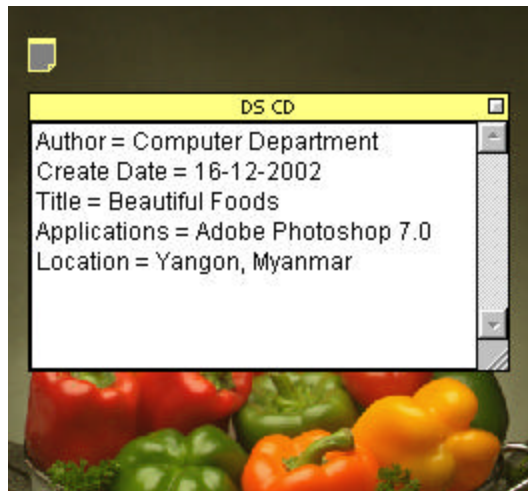 DS CD
Author = Computer Department
Create Date = 16-12-2002
Title = Beautiful Foods
Applications = Adobe Photoshop 7.0
Location = Yangon, Myanmar